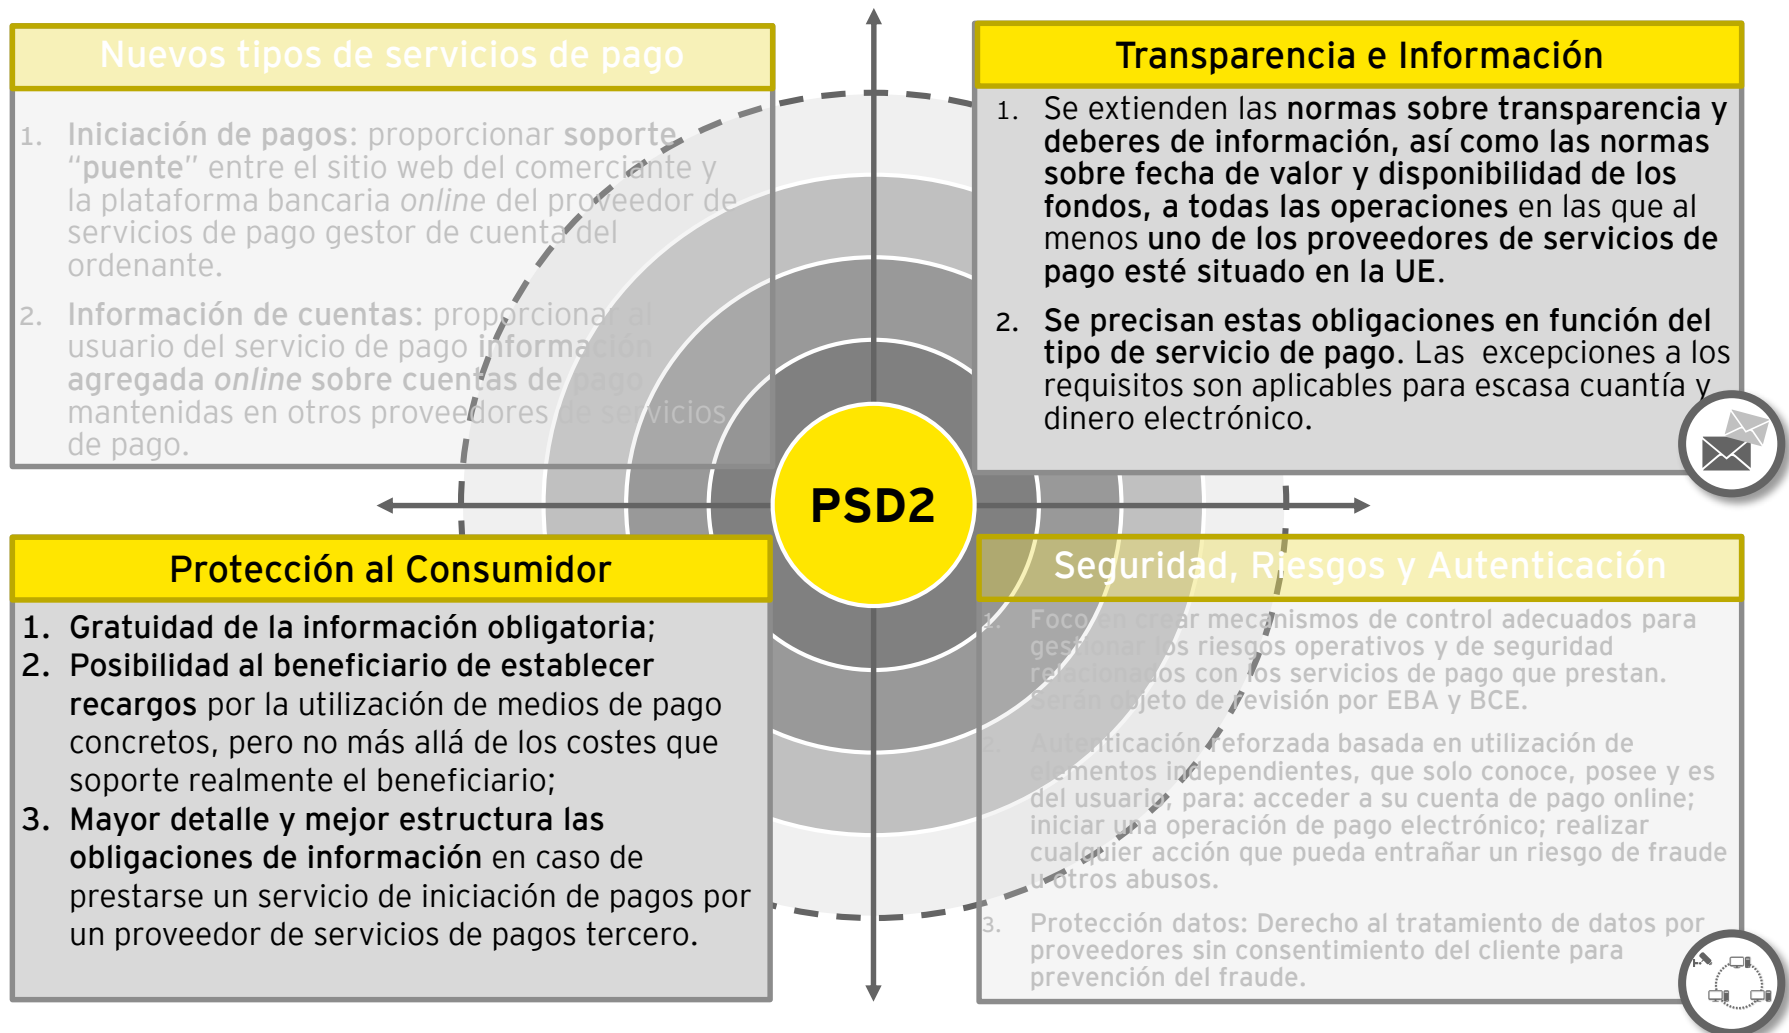 Nuevos tipos de servicios de pago
1. Iniciación de pagos: proporcionar soporte
“puente” entre el sitio web del comerciante y
la plataforma bancaria online del proveedor de
servicios de pago gestor de cuenta del
ordenante.
2. Información de cuentas: proporcionar al
usuario del servicio de pago información
agregada online sobre cuentas de pago
mantenidas en otros proveedores de servicios
de pago.
Transparencia e Información
1. Se extienden las normas sobre transparencia y
deberes de información, así como las normas
sobre fecha de valor y disponibilidad de los
fondos, a todas las operaciones en las que al
menos uno de los proveedores de servicios de
pago esté situado en la UE.
2. Se precisan estas obligaciones en función del
tipo de servicio de pago. Las excepciones a los
requisitos son aplicables para escasa cuantía y
dinero electrónico.
PSD2
Protección al Consumidor
1. Gratuidad de la información obligatoria;
2. Posibilidad al beneficiario de establecer
recargos por la utilización de medios de pago
concretos, pero no más allá de los costes que
soporte realmente el beneficiario;
3. Mayor detalle y mejor estructura las
obligaciones de información en caso de
prestarse un servicio de iniciación de pagos por
un proveedor de servicios de pagos tercero.
Seguridad, Riesgos y Autenticación
1. Foco en crear mecanismos de control adecuados para
gestionar los riesgos operativos y de seguridad
relacionados con los servicios de pago que prestan.
Serán objeto de revisión por EBA y BCE.
2. Autenticación reforzada basada en utilización de
elementos independientes, que solo conoce, posee y es
del usuario, para: acceder a su cuenta de pago online;
iniciar una operación de pago electrónico; realizar
cualquier acción que pueda entrañar un riesgo de fraude
u otros abusos.
3. Protección datos: Derecho al tratamiento de datos por
proveedores sin consentimiento del cliente para
prevención del fraude.